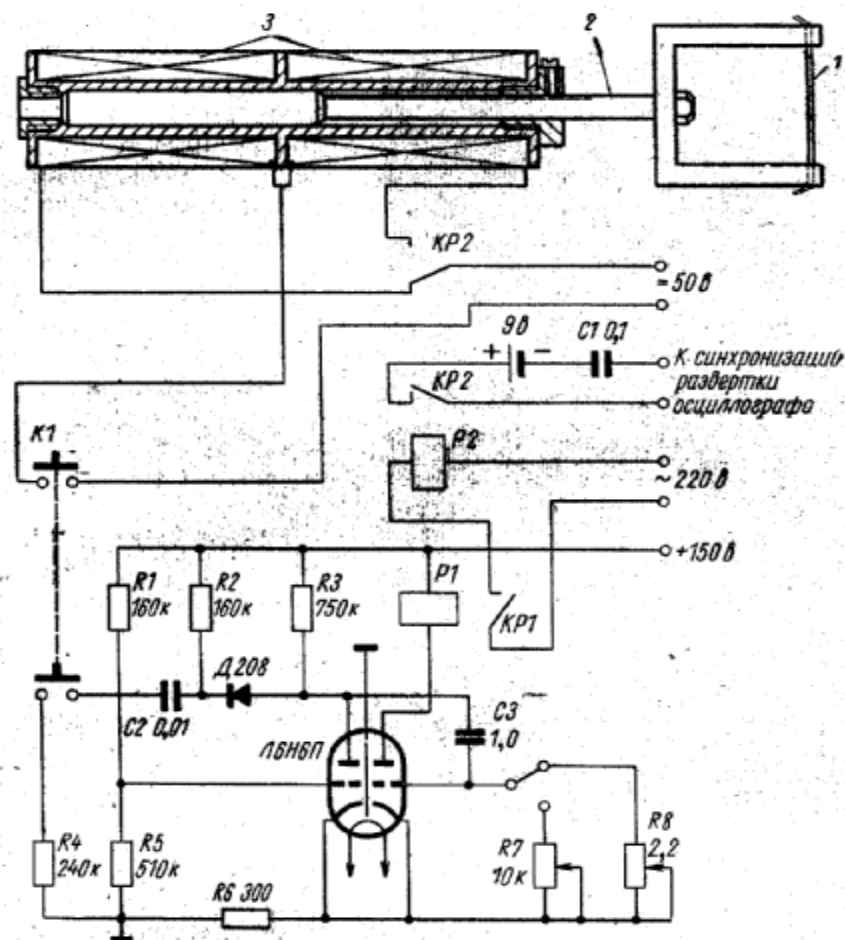 3
2
1
КР2
= 50 в
9в
С1 0,1
+
−
К синхронизации
развертки
осциллографа
КР2
К1
Р2
~ 220 в
+150 в
R1
160к
R2
160к
R3
750к
Р1
КР1
Д 208
С2 0,01
С3
1,0
Л6Н6П
R4
240к
R5
510к
R6 300
R7
10к
R8
2,2